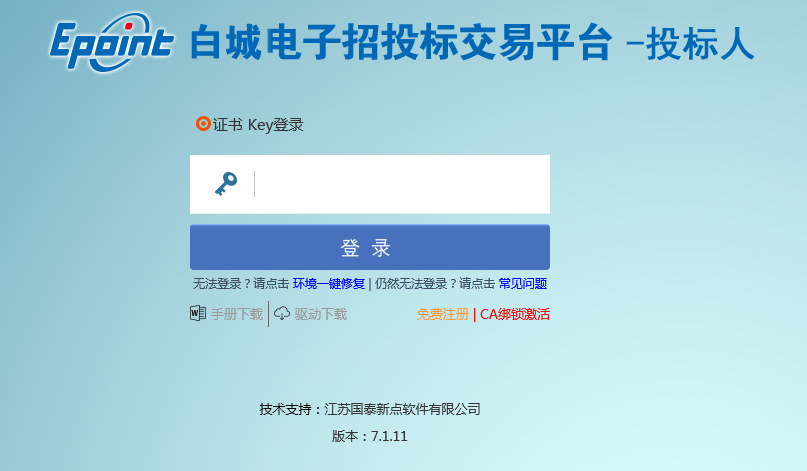 Epoint 白城电子招投标交易平台 –投标人
证书 Key登录
登 录
无法登录？请点击 环境一键修复 | 仍然无法登录？请点击 常见问题
手册下载 | 驱动下载 免费注册 | CA绑锁激活
技术支持：江苏国泰新点软件有限公司
版本：7.1.11